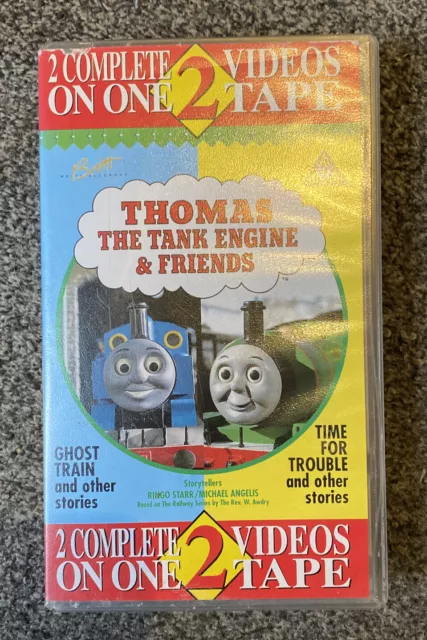 2 COMPLETE 2 VIDEOS
ON ONE TAPE
Britt
THOMAS
THE TANK ENGINE
& FRIENDS
TM
GHOST
TRAIN
and other
stories
TIME
FOR
TROUBLE
and other
stories
Storytellers
RINGO STARR/MICHAEL ANGELIS
Based on The Railway Series by The Rev. W. Awdry
2 COMPLETE 2 VIDEOS
ON ONE TAPE